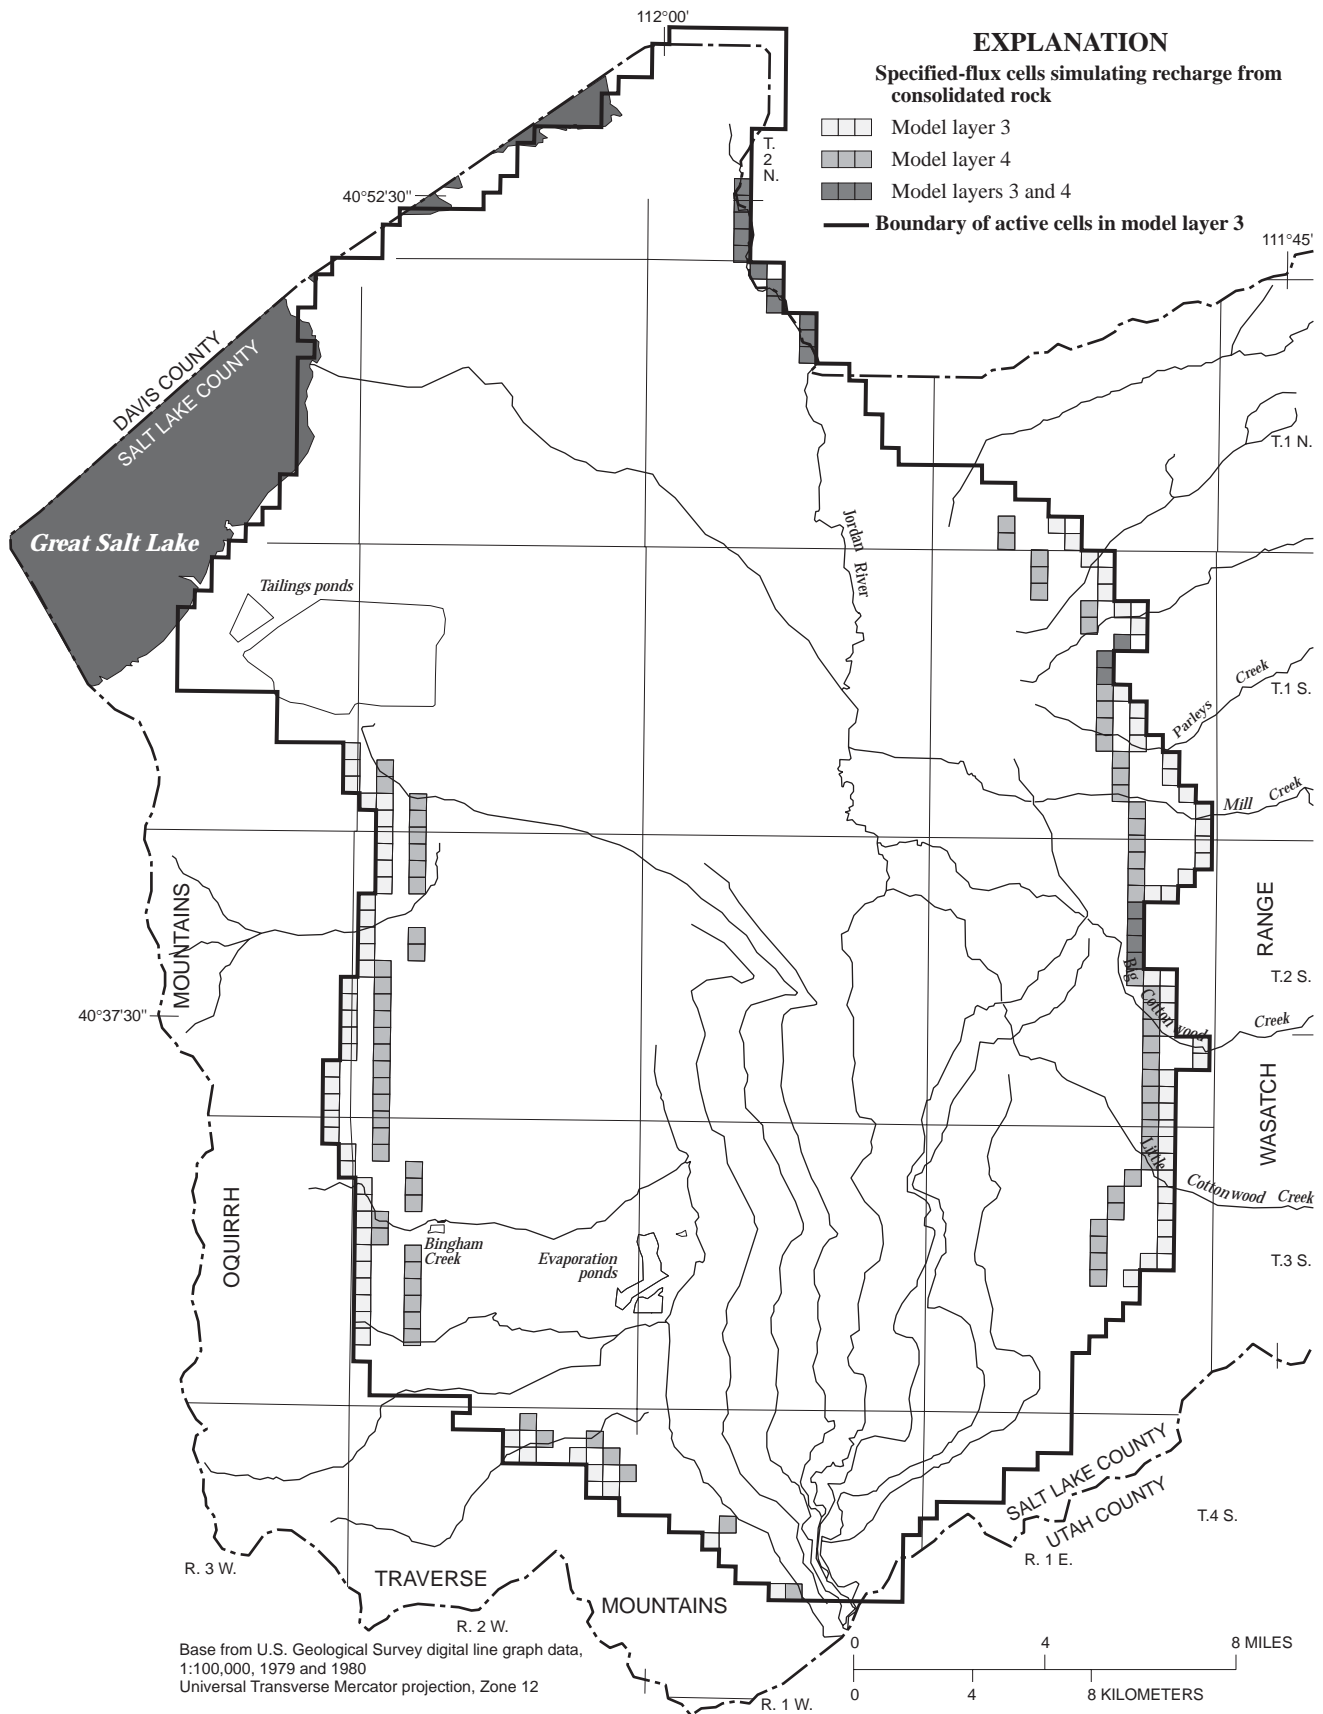 112°00'
EXPLANATION
Specified-flux cells simulating recharge from
consolidated rock
Model layer 3
Model layer 4
Model layers 3 and 4
Boundary of active cells in model layer 3
T.
2
N.
40°52'30"
111°45'
DAVIS COUNTY
SALT LAKE COUNTY
T.1 N.
Great Salt Lake
Jordan River
Tailings ponds
Parleys Creek
T.1 S.
Mill Creek
MOUNTAINS
RANGE
T.2 S.
40°37'30"
Big Cottonwood Creek
WASATCH
Little Cottonwood Creek
OQUIRRH
Bingham
Creek
Evaporation
ponds
T.3 S.
SALT LAKE COUNTY
UTAH COUNTY
T.4 S.
R. 3 W.
R. 1 E.
TRAVERSE
MOUNTAINS
R. 2 W.
R. 1 W.
Base from U.S. Geological Survey digital line graph data,
1:100,000, 1979 and 1980
Universal Transverse Mercator projection, Zone 12
0 4 8 MILES
0 4 8 KILOMETERS